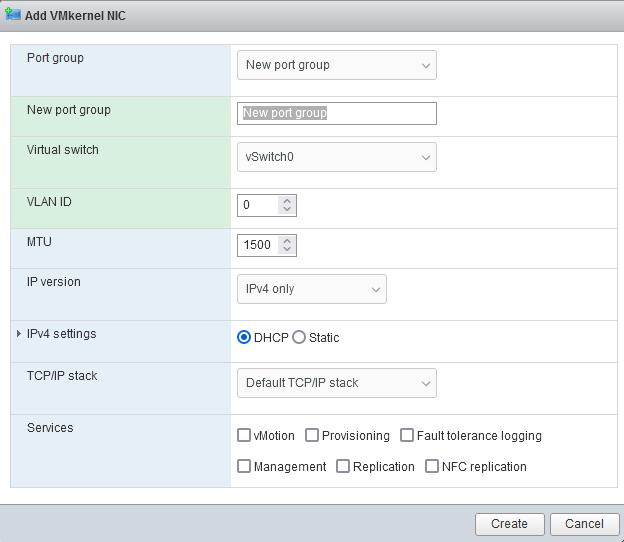 Add VMkernel NIC
Port group New port group
New port group New port group
Virtual switch vSwitch0
VLAN ID 0
MTU 1500
IP version IPv4 only
IPv4 settings DHCP Static
TCP/IP stack Default TCP/IP stack
Services
vMotion Provisioning Fault tolerance logging
Management Replication NFC replication
Create Cancel